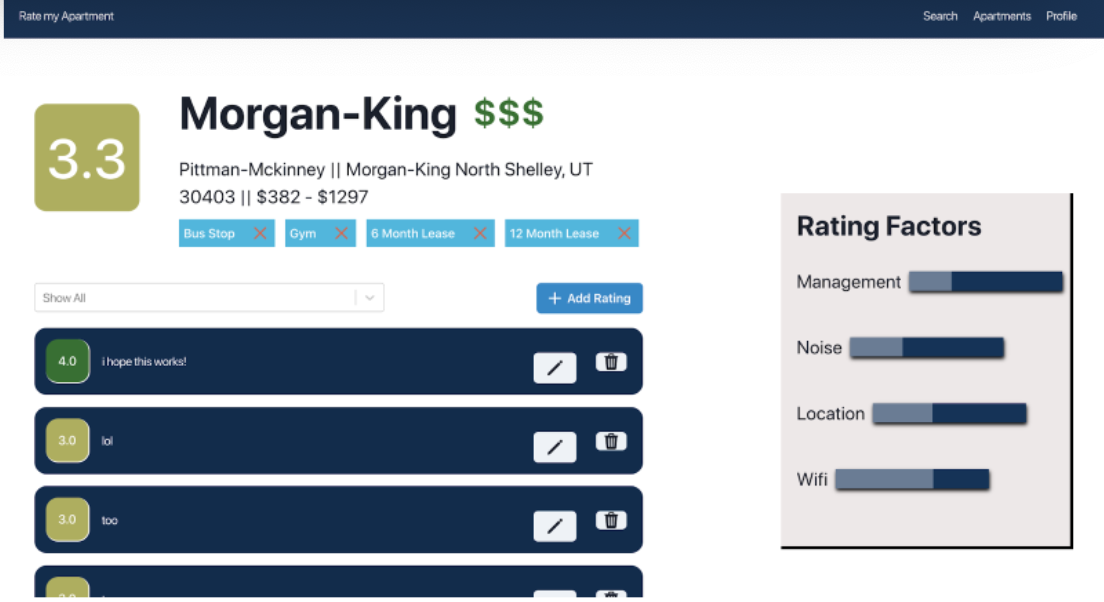 Rate my Apartment
Search Apartments Profile
3.3
Morgan-King $$$
Pittman-Mckinney || Morgan-King North Shelley, UT
30403 || $382 - $1297
Bus Stop
Gym
6 Month Lease
12 Month Lease
Show All
+ Add Rating
4.0 i hope this works!
3.0 lol
3.0 too
3.0
Rating Factors
Management
Noise
Location
Wifi